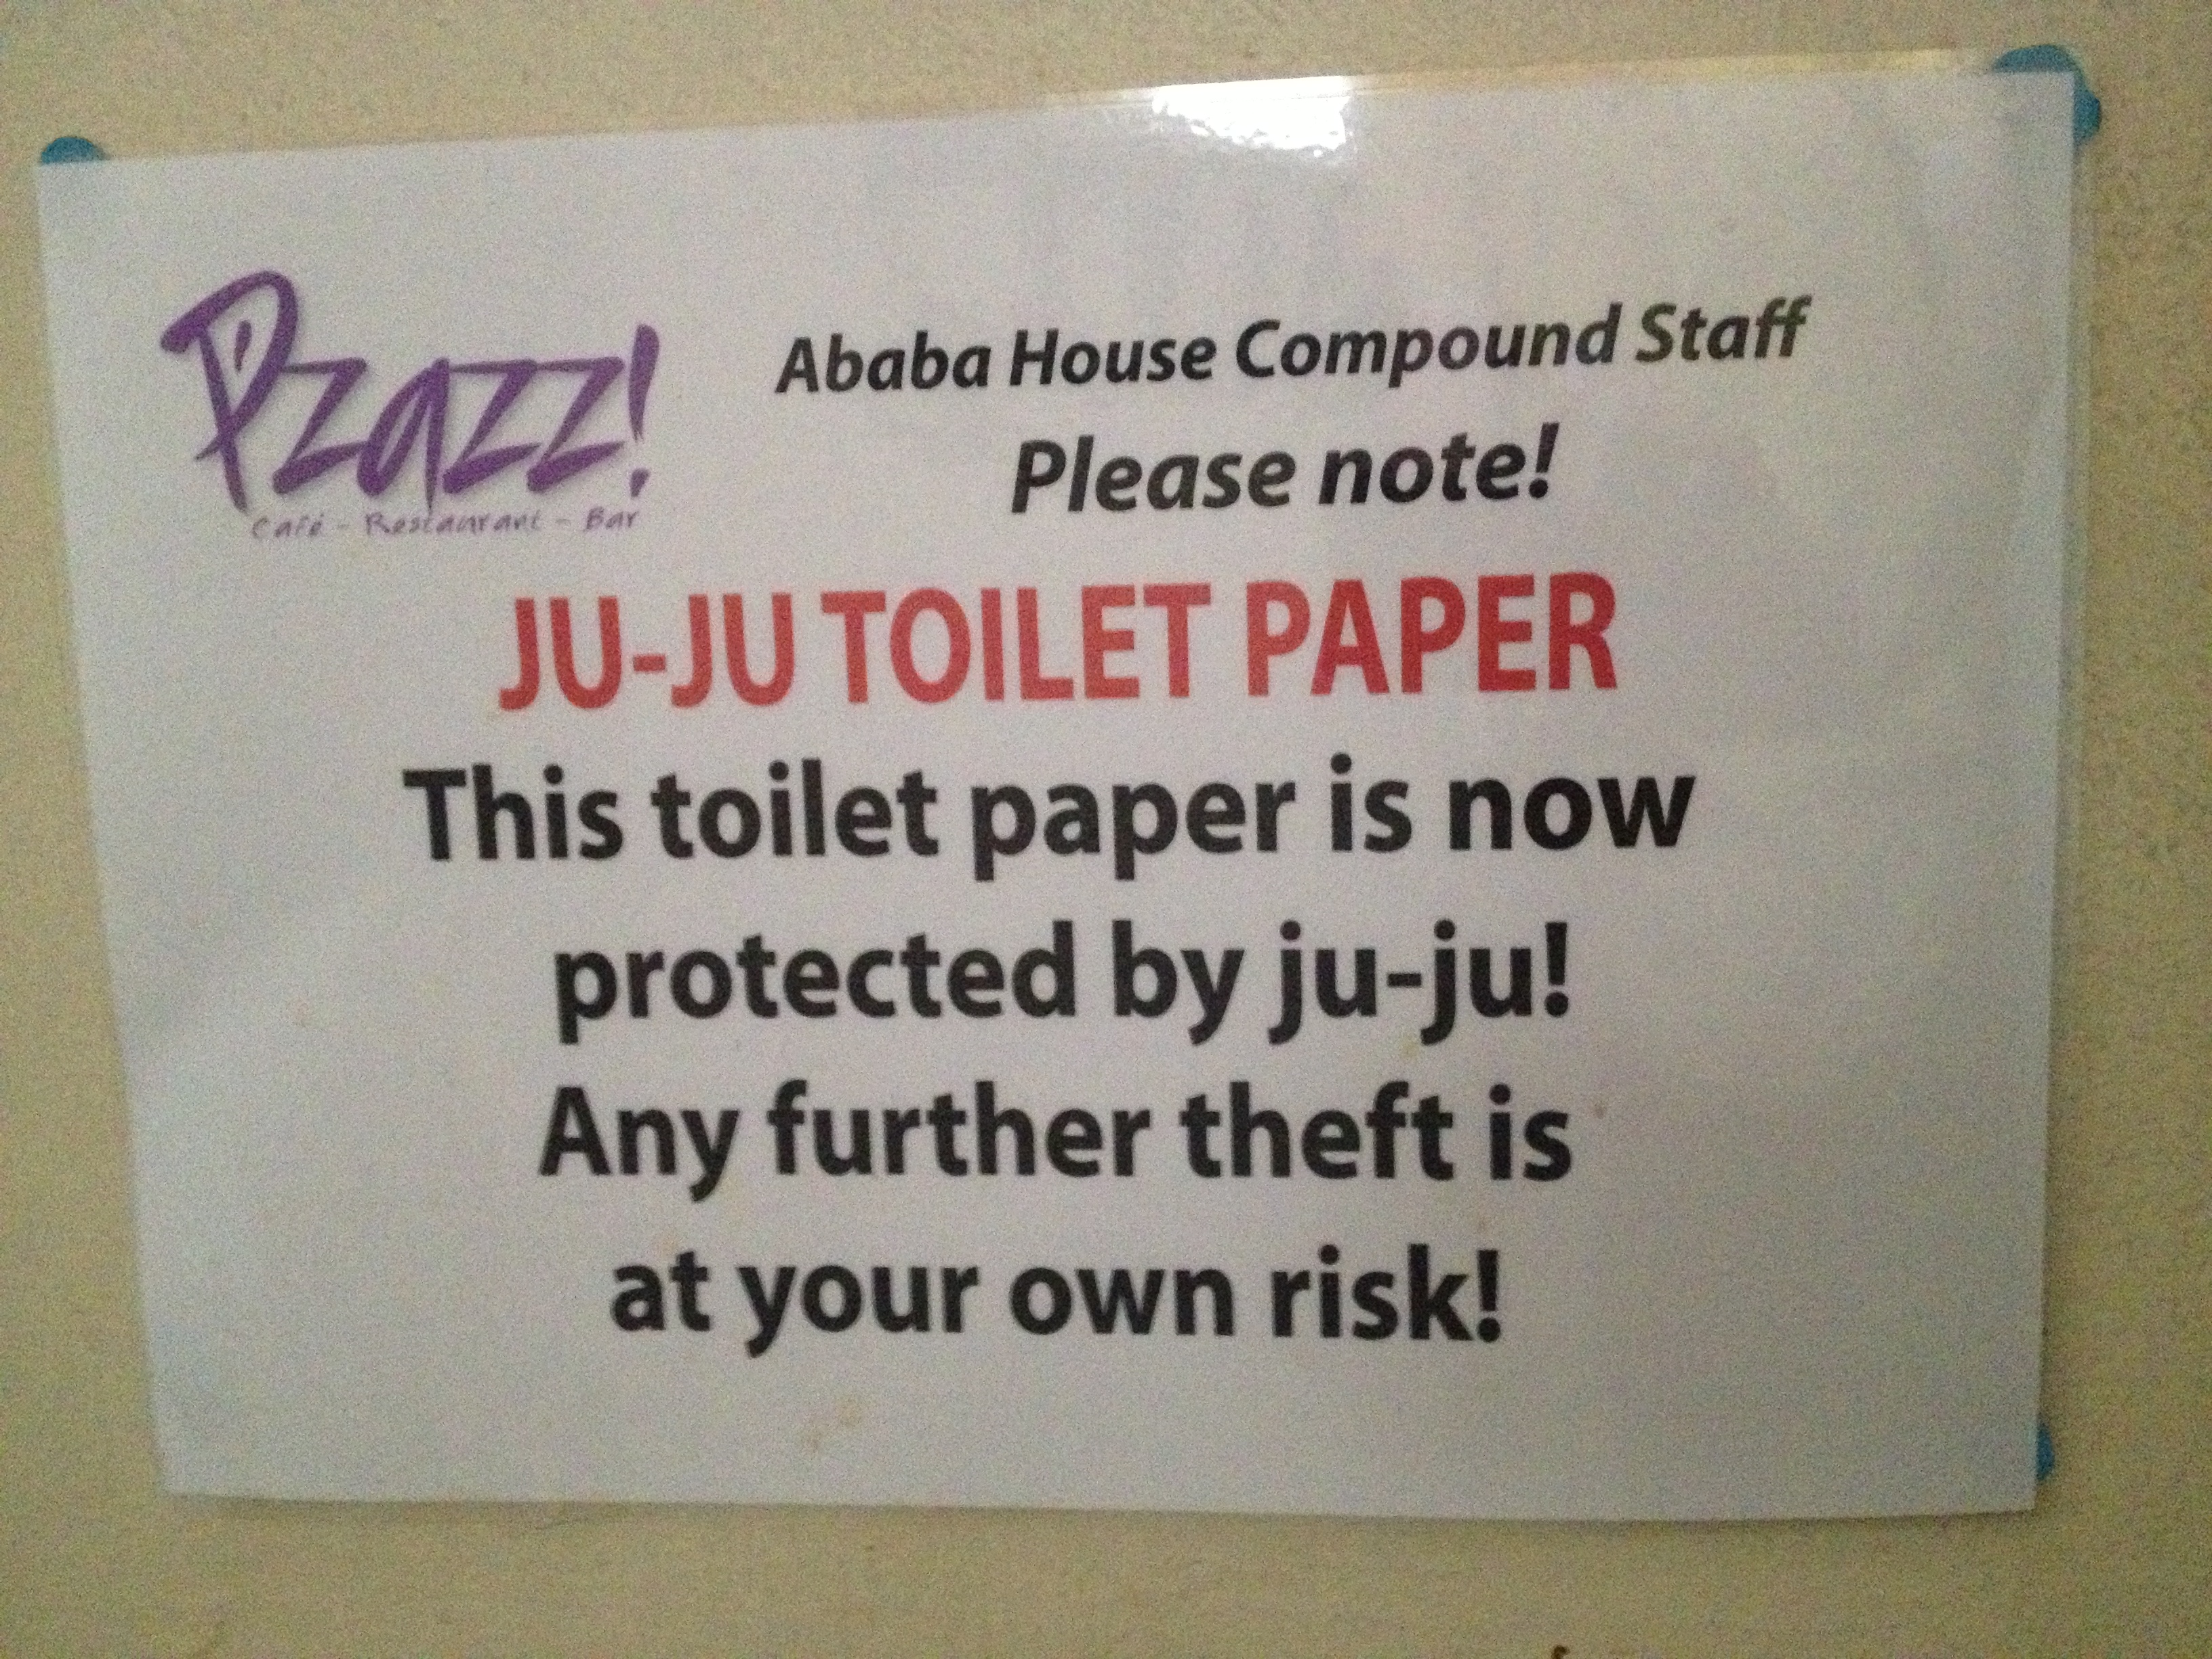 P'zazz!
Café - Restaurant - Bar
Ababa House Compound Staff
Please note!
JU-JU TOILET PAPER
This toilet paper is now
protected by ju-ju!
Any further theft is
at your own risk!